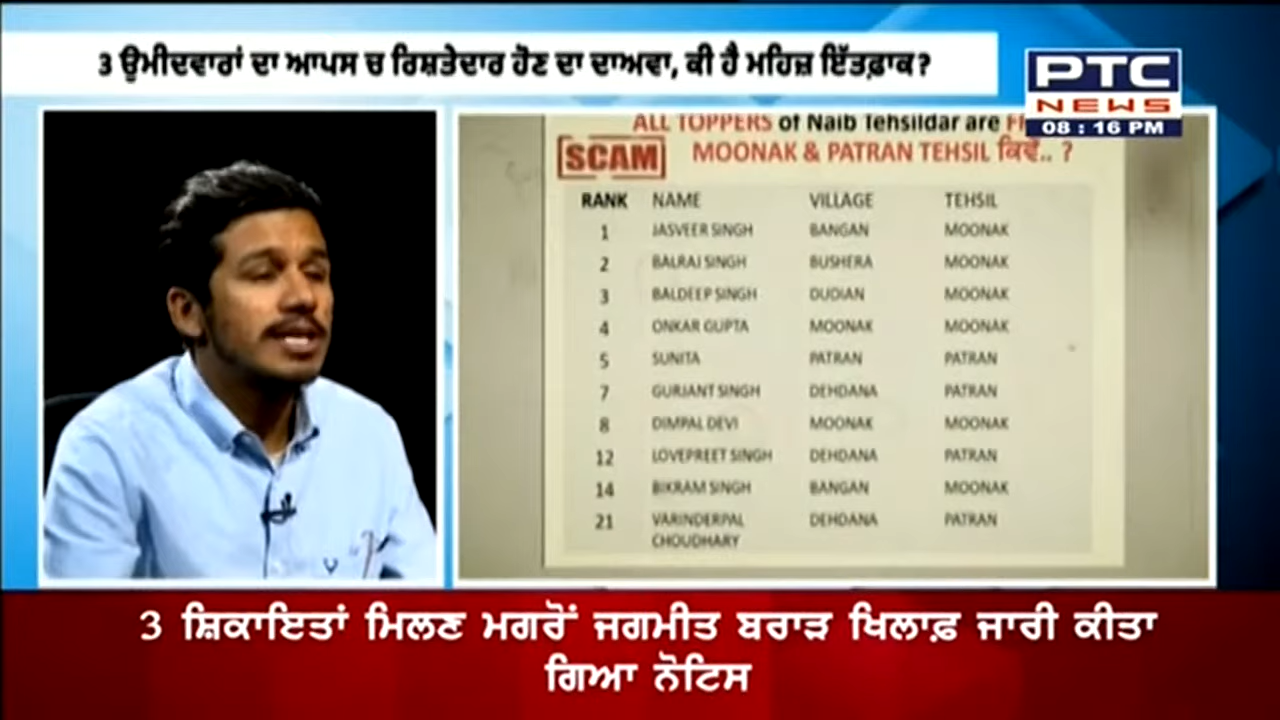 3 ਉਮੀਦਵਾਰਾਂ ਦਾ ਆਪਸ ਚ ਰਿਸ਼ਤੇਦਾਰ ਹੋਣ ਦਾ ਦਾਅਵਾ, ਕੀ ਹੈ ਮਹਿਜ਼ ਇੱਤਫ਼ਾਕ?
PTC
NEWS
08 : 16 PM
ALL TOPPERS of Naib Tehsildar are
SCAM MOONAK & PATRAN TEHSIL ਕਿਵੇਂ.. ?
RANK NAME VILLAGE TEHSIL
1 JASVEER SINGH BANGAN MOONAK
2 BALRAJ SINGH BUSHERA MOONAK
3 BALDEEP SINGH DUDIAN MOONAK
4 ONKAR GUPTA MOONAK MOONAK
5 SUNITA PATRAN PATRAN
7 GURJANT SINGH DEHDANA PATRAN
8 DIMPAL DEVI MOONAK MOONAK
12 LOVEPREET SINGH DEHDANA PATRAN
14 BIKRAM SINGH BANGAN MOONAK
21 VARINDERPAL DEHDANA PATRAN
CHOUDHARY
3 ਸ਼ਿਕਾਇਤਾਂ ਮਿਲਣ ਮਗਰੋਂ ਜਗਮੀਤ ਬਰਾੜ ਖਿਲਾਫ਼ ਜਾਰੀ ਕੀਤਾ
ਗਿਆ ਨੋਟਿਸ